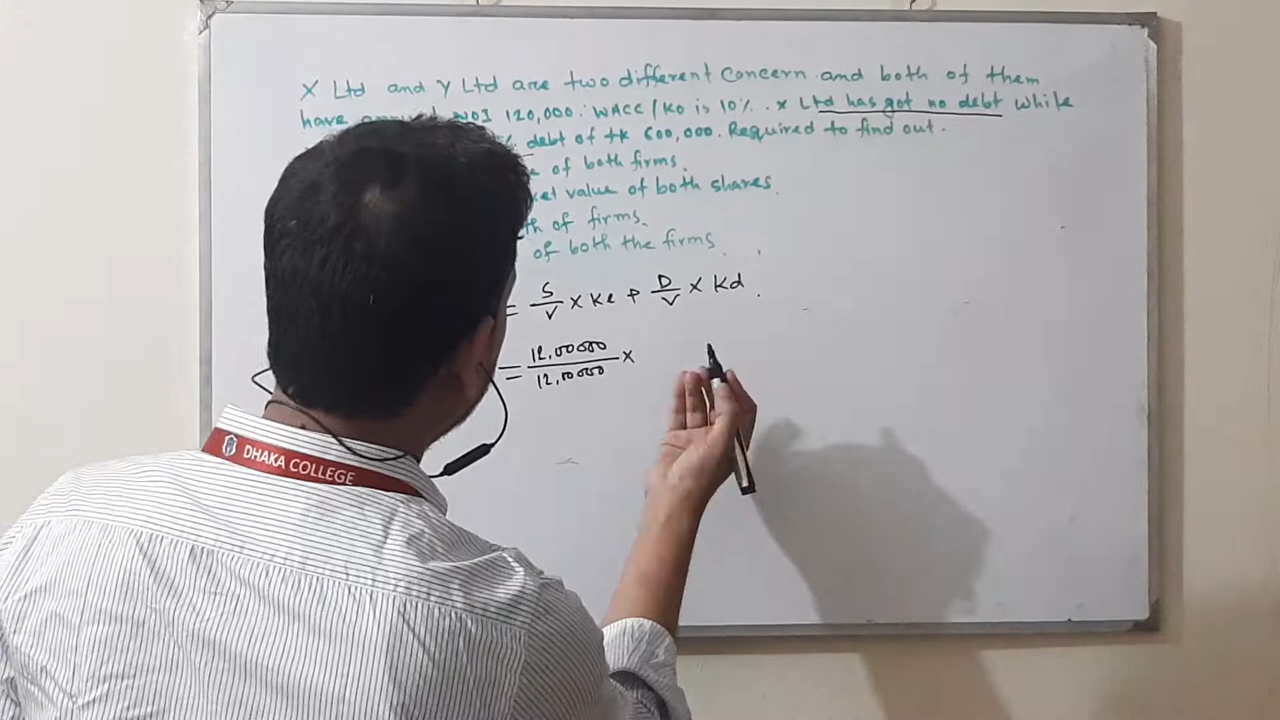 X Ltd and Y Ltd are two different concern and both of them
have NOI 120,000. WACC/Ko is 10%. X Ltd has got no debt while
% debt of tk 600,000. Required to find out.
of both firms.
value of both shares.
of firms.
of both the firms.
= S/V × Ke + D/V × Kd.
= 12,00000/12,00000 ×
DHAKA COLLEGE